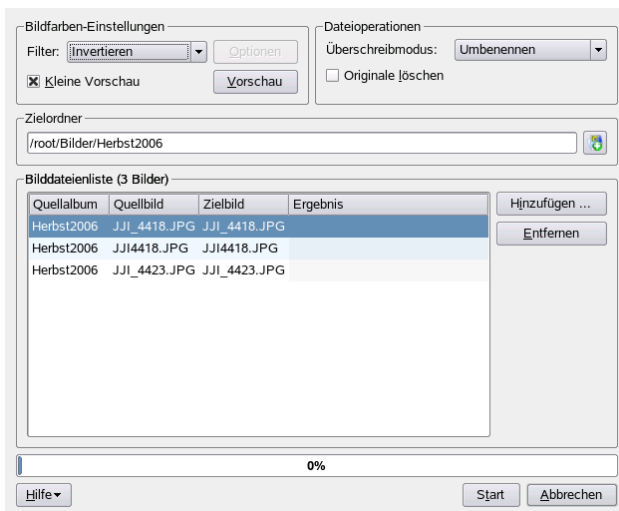 Bildfarben-Einstellungen
Filter: Invertieren Optionen
Kleine Vorschau Vorschau
Dateioperationen
Überschreibmodus: Umbenennen
Originale löschen
Zielordner
/root/Bilder/Herbst2006
Bilddateienliste (3 Bilder)
Quellalbum Quellbild Zielbild Ergebnis
Herbst2006 JJI_4418.JPG JJI_4418.JPG
Herbst2006 JJI4418.JPG JJI4418.JPG
Herbst2006 JJI_4423.JPG JJI_4423.JPG
Hinzufügen ...
Entfernen
0%
Hilfe Start Abbrechen